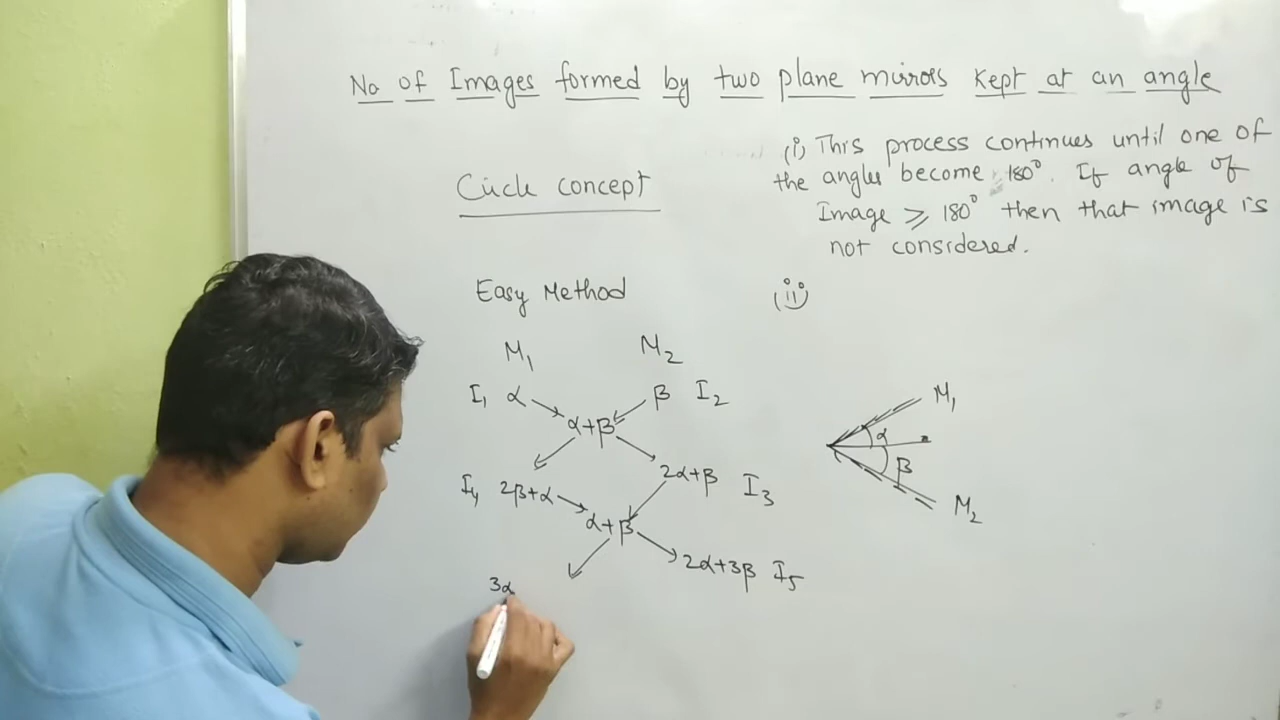 No of Images formed by two plane mirrors kept at an angle
(i) This process continues until one of
the angles become 180°. If angle of
Image ⩾ 180° then that image is
not considered.
Circle concept
Easy Method
(ii)
M₁ M₂
I₁ α β I₂
α+β
I₄ 2β+α 2α+β I₃
α+β
2α+3β I₅
3α
M₁
α
β
M₂